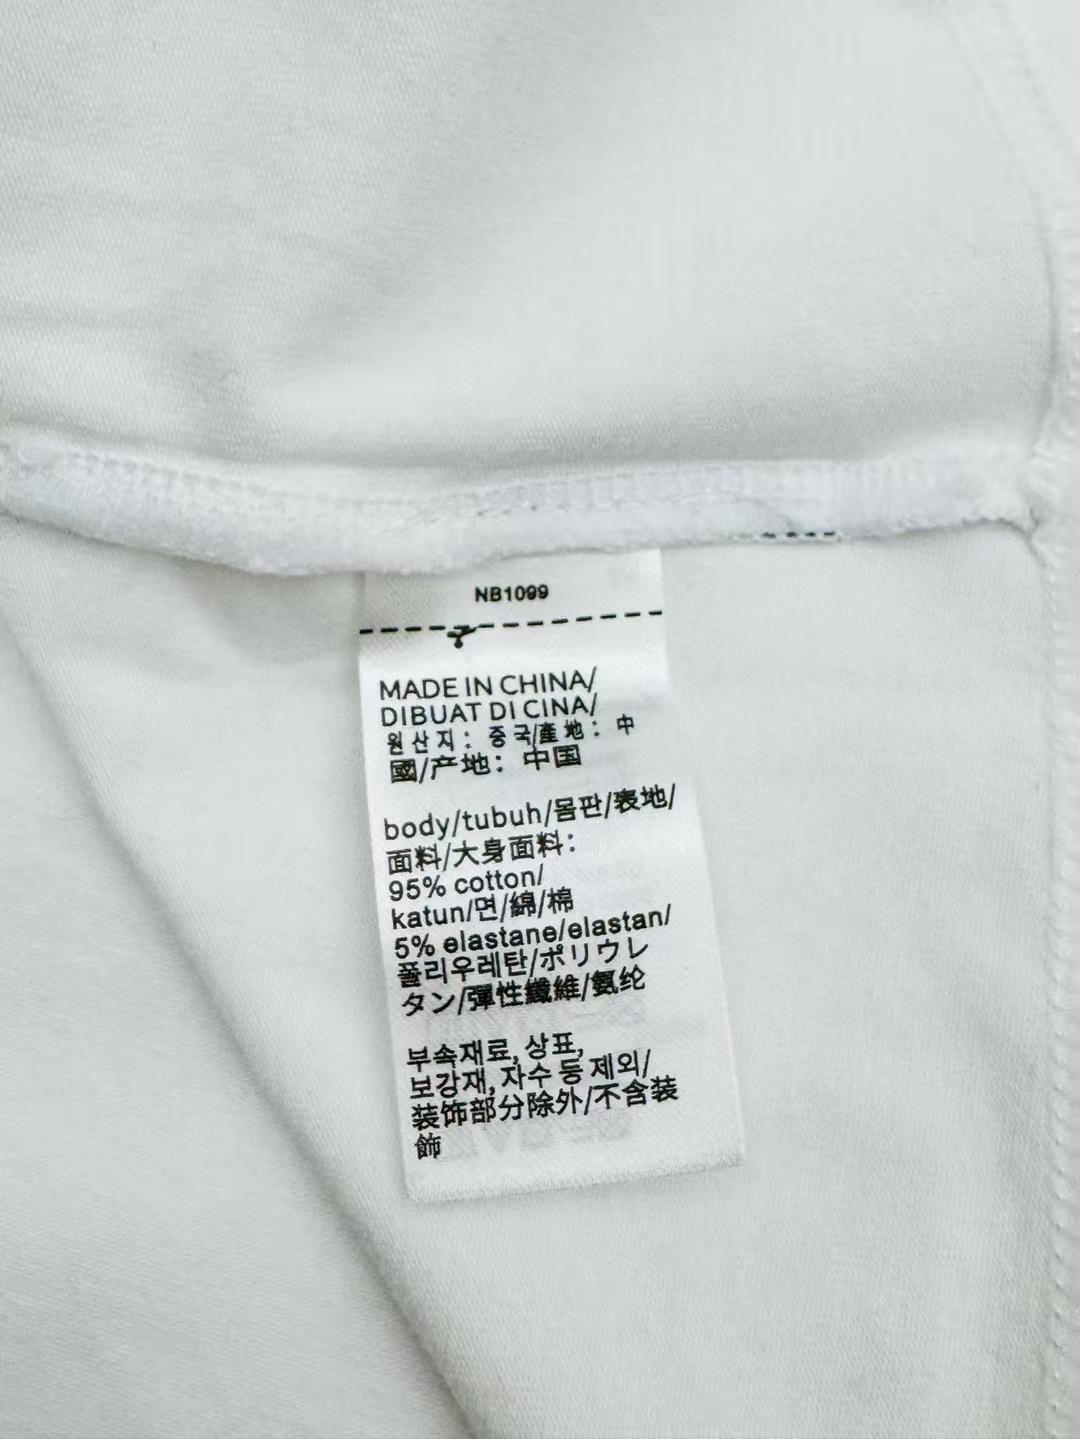 NB1099
MADE IN CHINA/
DIBUAT DI CINA/
원산지: 중국/產地: 中
國/产地: 中国
body/tubuh/몸판/表地/
面料/大身面料:
95% cotton/
katun/면/綿/棉
5% elastane/elastan/
폴리우레탄/ポリウレ
タン/彈性纖維/氨纶
부속재료, 상표,
보강재, 자수 등 제외/
装饰部分除外/不含装
飾